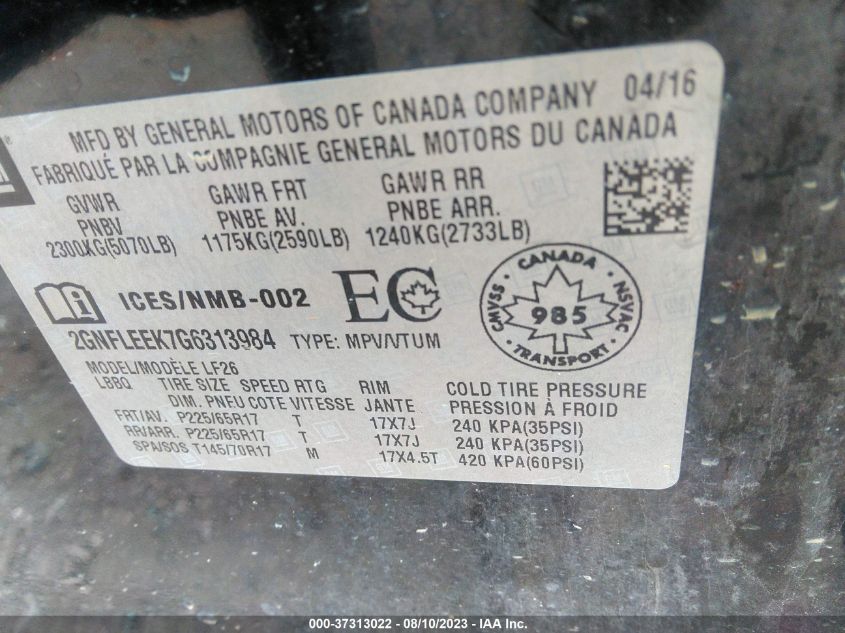 MFD BY GENERAL MOTORS OF CANADA COMPANY 04/16
FABRIQUÉ PAR LA COMPAGNIE GENERAL MOTORS DU CANADA
®
GVWR GAWR FRT GAWR RR
PNBV PNBE AV. PNBE ARR.
2300KG(5070LB) 1175KG(2590LB) 1240KG(2733LB)
ICES/NMB-002 EC
CANADA
CMVSS 985 NSVAC
TRANSPORT
2GNFLEEK7G6313984 TYPE: MPV/VTUM
MODEL/MODÈLE LF26
LBBQ TIRE SIZE SPEED RTG RIM COLD TIRE PRESSURE
DIM. PNEU COTE VITESSE JANTE PRESSION À FROID
FRT/AV. P225/65R17 T 17X7J 240 KPA(35PSI)
RR/ARR. P225/65R17 T 17X7J 240 KPA(35PSI)
SPA/SOS T145/70R17 M 17X4.5T 420 KPA(60PSI)
000-37313022 - 08/10/2023 - IAA Inc.